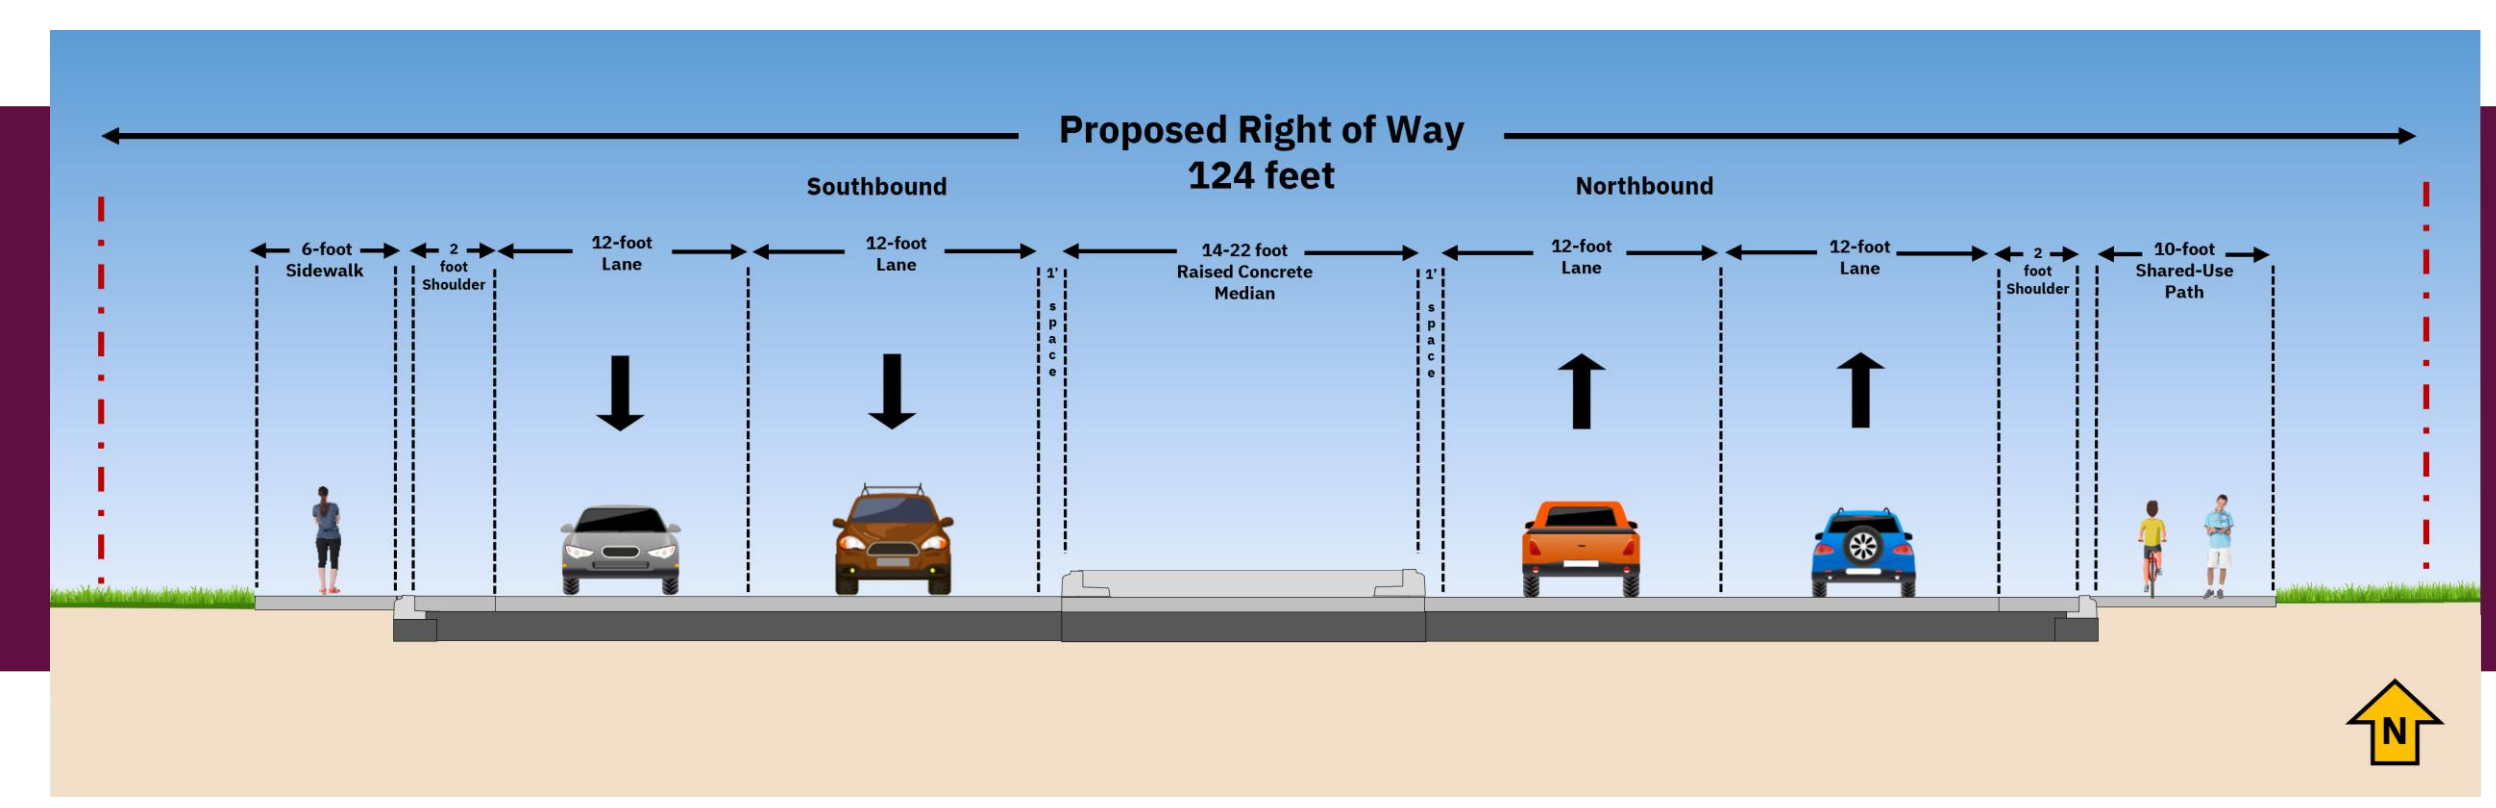 Proposed Right of Way
124 feet
Southbound
Northbound
6-foot
Sidewalk
2
foot
Shoulder
12-foot
Lane
12-foot
Lane
1'
space
14-22 foot
Raised Concrete
Median
1'
space
12-foot
Lane
12-foot
Lane
2
foot
Shoulder
10-foot
Shared-Use
Path
N